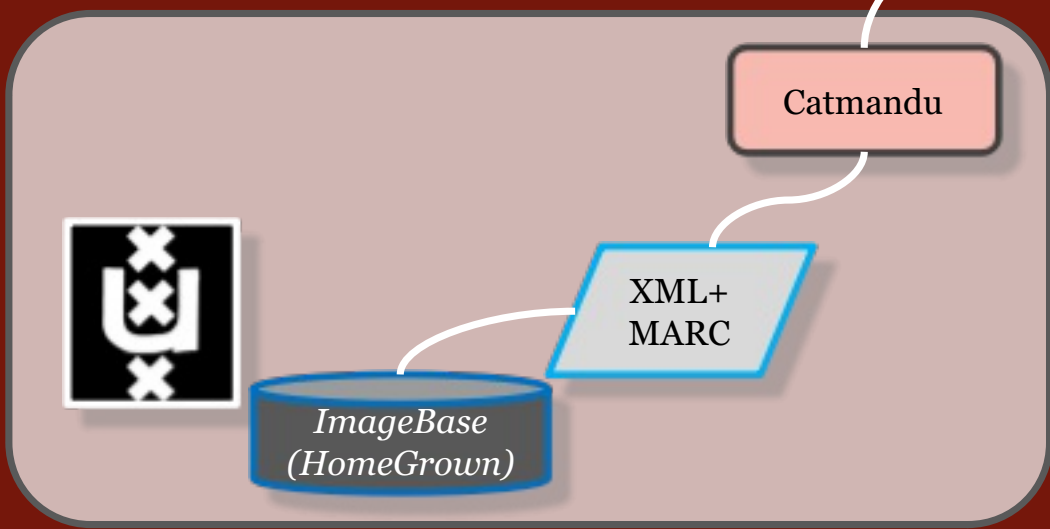 Catmandu
XML+
MARC
u
ImageBase
(HomeGrown)